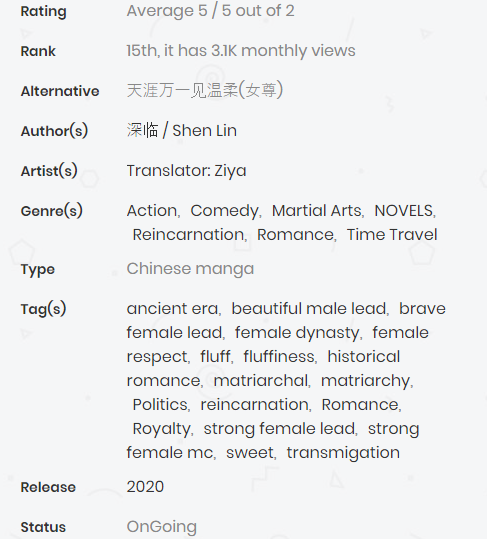 Rating Average 5 / 5 out of 2
Rank 15th, it has 3.1K monthly views
Alternative 天涯万一见温柔(女尊)
Author(s) 深临 / Shen Lin
Artist(s) Translator: Ziya
Genre(s) Action, Comedy, Martial Arts, NOVELS,
Reincarnation, Romance, Time Travel
Type Chinese manga
Tag(s) ancient era, beautiful male lead, brave
female lead, female dynasty, female
respect, fluff, fluffiness, historical
romance, matriarchal, matriarchy,
Politics, reincarnation, Romance,
Royalty, strong female lead, strong
female mc, sweet, transmigation
Release 2020
Status OnGoing